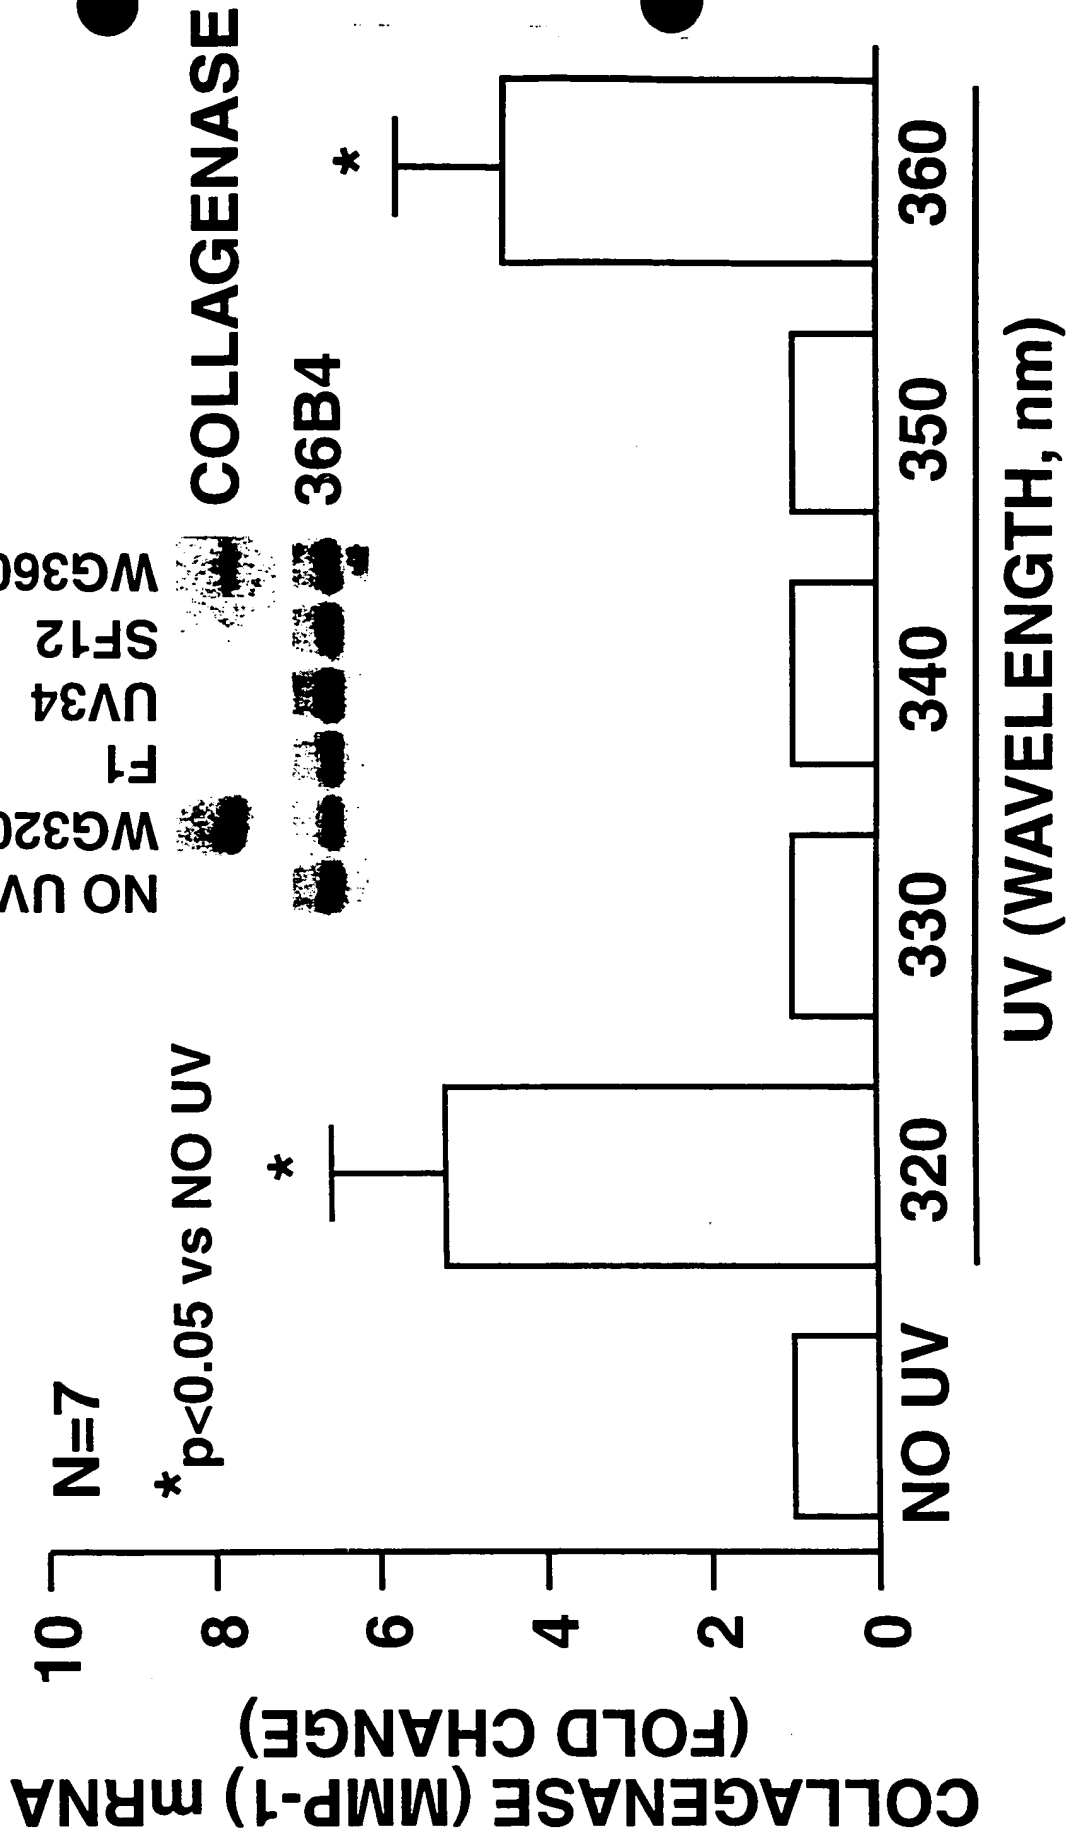 COLLAGENASE (MMP-1) mRNA
(FOLD CHANGE)
10
8
6
4
2
0
N=7
*p<0.05 vs NO UV
NO UV
WG320
F1
UV34
SF12
WG360
COLLAGENASE
36B4
*
*
NO UV
320
330
340
350
360
UV (WAVELENGTH, nm)